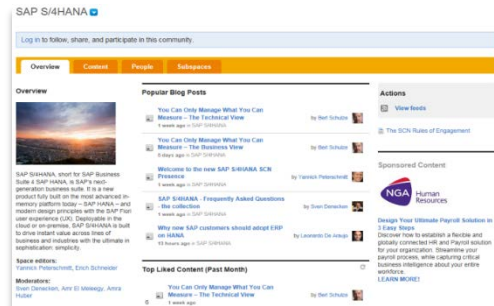 SAP S/4HANA
Log in to follow, share, and participate in this community.
Overview Content People Subspaces
Overview
SAP S/4HANA, short for SAP Business
Suite 4 SAP HANA, is SAP's next-
generation business suite. It is a new
product fully built on the most advanced in-
memory platform today – SAP HANA – and
modern design principles with the SAP Fiori
user experience (UX). Deployable in the
cloud or on-premise, SAP S/4HANA is built
to drive instant value across lines of
business and industries with the ultimate in
sophistication: simplicity.
Space editors:
Yannick Peterschmitt, Erich Schneider
Moderators:
Sven Denecken, Amr El Meleegy, Amra
Huber
Popular Blog Posts
You Can Only Manage What You Can
Measure – The Technical View
1 week ago in SAP S/4HANA
by Bert Schulze
You Can Only Manage What You Can
Measure – The Business View
5 days ago in SAP S/4HANA
by Bert Schulze
Welcome to the new SAP S/4HANA SCN
Presence
1 week ago in SAP S/4HANA
by Yannick Peterschmitt
SAP S/4HANA - Frequently Asked Questions
- the collection
1 week ago in SAP S/4HANA
by Sven Denecken
Why new SAP customers should adopt ERP
on HANA
15 hours ago in SAP S/4HANA
by Leonardo De Araujo
Top Liked Content (Past Month)
6
You Can Only Manage What You Can
Measure – The Technical View
1 week ago
by Bert Schulze
Actions
View feeds
The SCN Rules of Engagement
Sponsored Content
NGA Human
Resources
Design Your Ultimate Payroll Solution in
3 Easy Steps
Discover how to establish a flexible and
globally connected HR and Payroll solution
for your organization. Streamline your
payroll process, while capturing critical
business intelligence about your entire
workforce.
LEARN MORE!